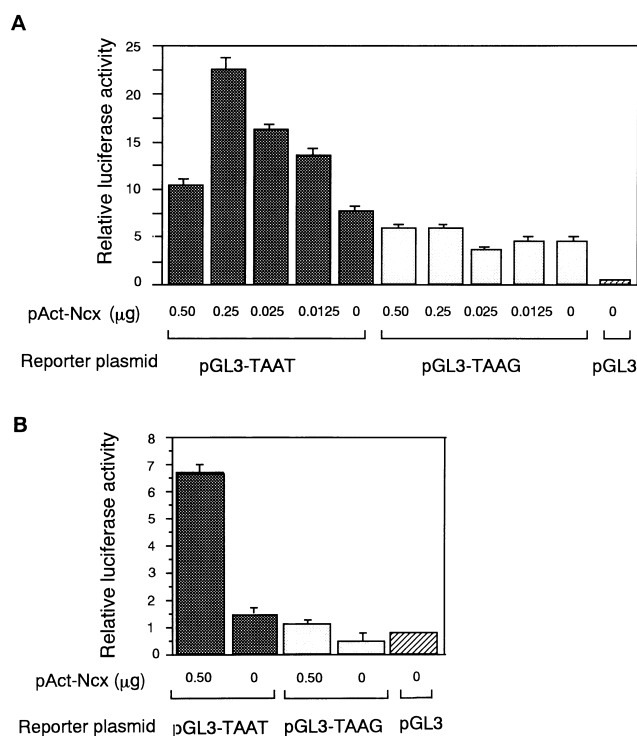 A
Relative luciferase activity
25
20
15
10
5
0
pAct-Ncx (μg)
0.50 0.25 0.025 0.0125 0 0.50 0.25 0.025 0.0125 0 0
Reporter plasmid pGL3-TAAT pGL3-TAAG pGL3
B
Relative luciferase activity
8
7
6
5
4
3
2
1
0
pAct-Ncx (μg) 0.50 0 0.50 0 0
Reporter plasmid pGL3-TAAT pGL3-TAAG pGL3